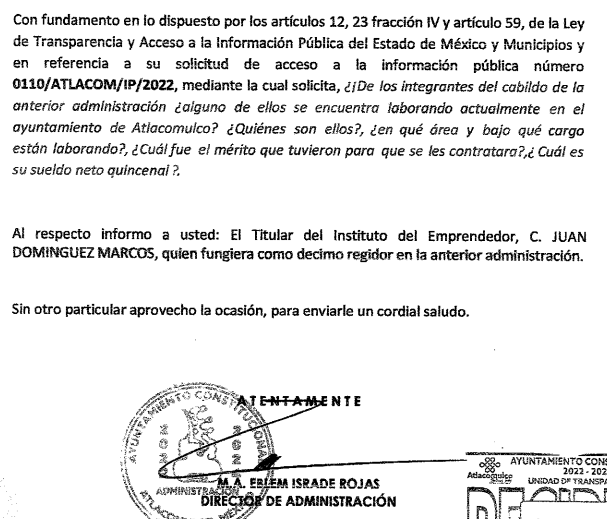 Con fundamento en lo dispuesto por los artículos 12, 23 fracción IV y artículo 59, de la Ley
de Transparencia y Acceso a la Información Pública del Estado de México y Municipios y
en referencia a su solicitud de acceso a la información pública número
0110/ATLACOM/IP/2022, mediante la cual solicita, ¿¡De los integrantes del cabildo de la
anterior administración ¿alguno de ellos se encuentra laborando actualmente en el
ayuntamiento de Atlacomulco? ¿Quiénes son ellos?, ¿en qué área y bajo qué cargo
están laborando?, ¿Cuál fue el mérito que tuvieron para que se les contratara?,¿ Cuál es
su sueldo neto quincenal ?.
Al respecto informo a usted: El Titular del Instituto del Emprendedor, C. JUAN
DOMINGUEZ MARCOS, quien fungiera como decimo regidor en la anterior administración.
Sin otro particular aprovecho la ocasión, para enviarle un cordial saludo.
ATENTAMENTE
AYUNTAMIENTO CONSTITUCIONAL
ADMINISTRACIÓN
M. A. ERLEM ISRADE ROJAS
DIRECTOR DE ADMINISTRACIÓN
AYUNTAMIENTO CONS
2022 - 202
Atlacomulco
UNIDAD DE TRANSPA